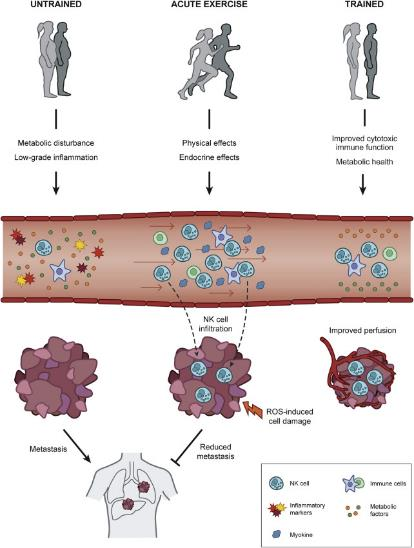 UNTRAINED
ACUTE EXERCISE
TRAINED
Metabolic disturbance
Low-grade inflammation
Physical effects
Endocrine effects
Improved cytotoxic
immune function
Metabolic health
NK cell
infiltration
Improved perfusion
ROS-induced
cell damage
Metastasis
Reduced
metastasis
NK cell
Immune cells
Inflammatory
markers
Metabolic
factors
Myokine